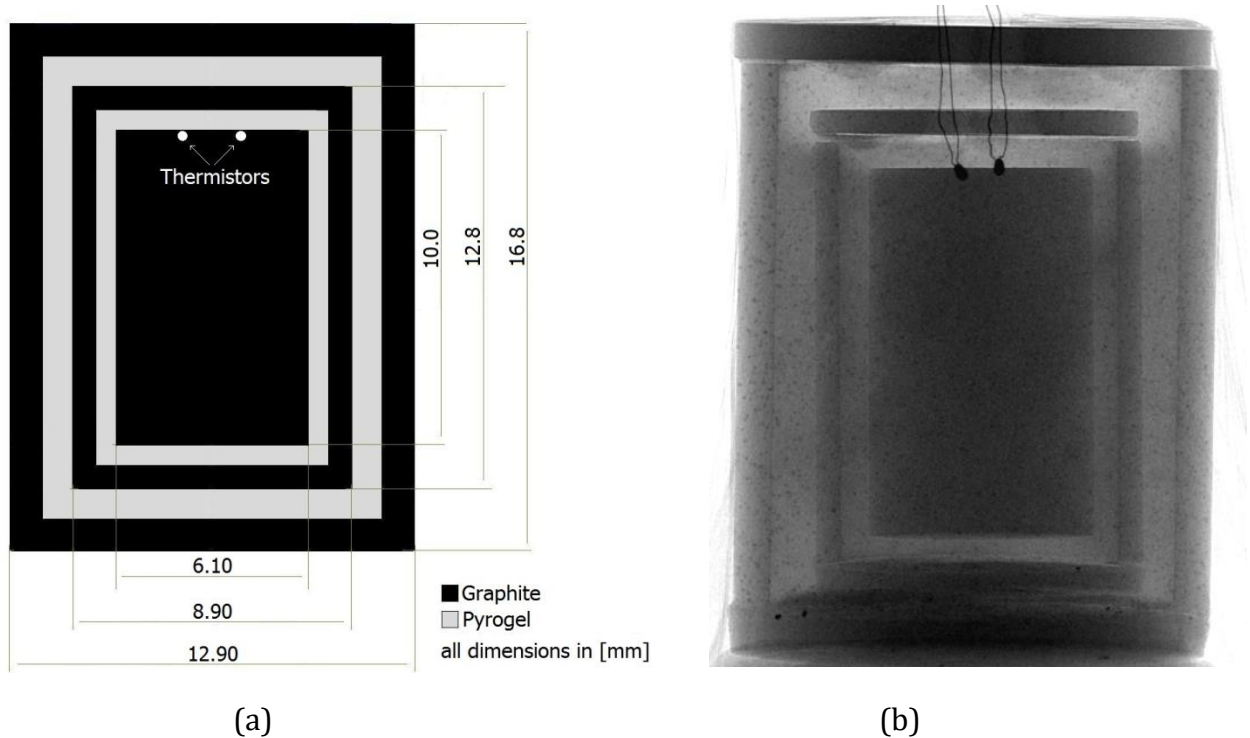 Thermistors
10.0
12.8
16.8
6.10
8.90
12.90
Graphite
Pyrogel
all dimensions in [mm]
(a)
(b)